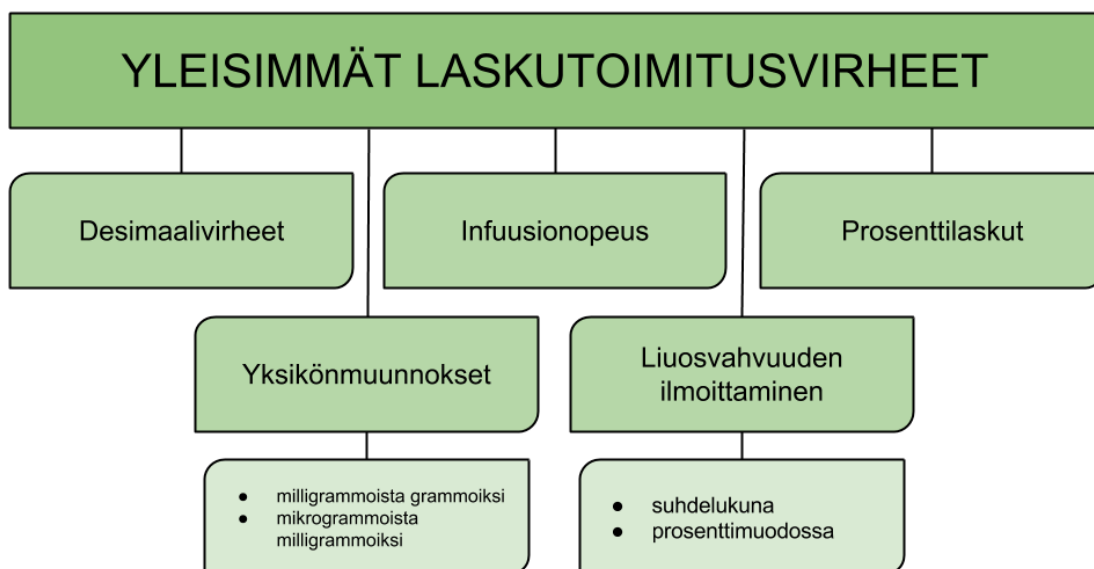 YLEISIMMÄT LASKUTOIMITUSVIRHEET
Desimaalivirheet
Infuusionopeus
Prosenttilaskut
Yksikönmuunnokset
Liuosvahvuuden
ilmoittaminen
● milligrammoista grammoiksi
● mikrogrammoista
milligrammoiksi
● suhdelukuna
● prosenttimuodossa